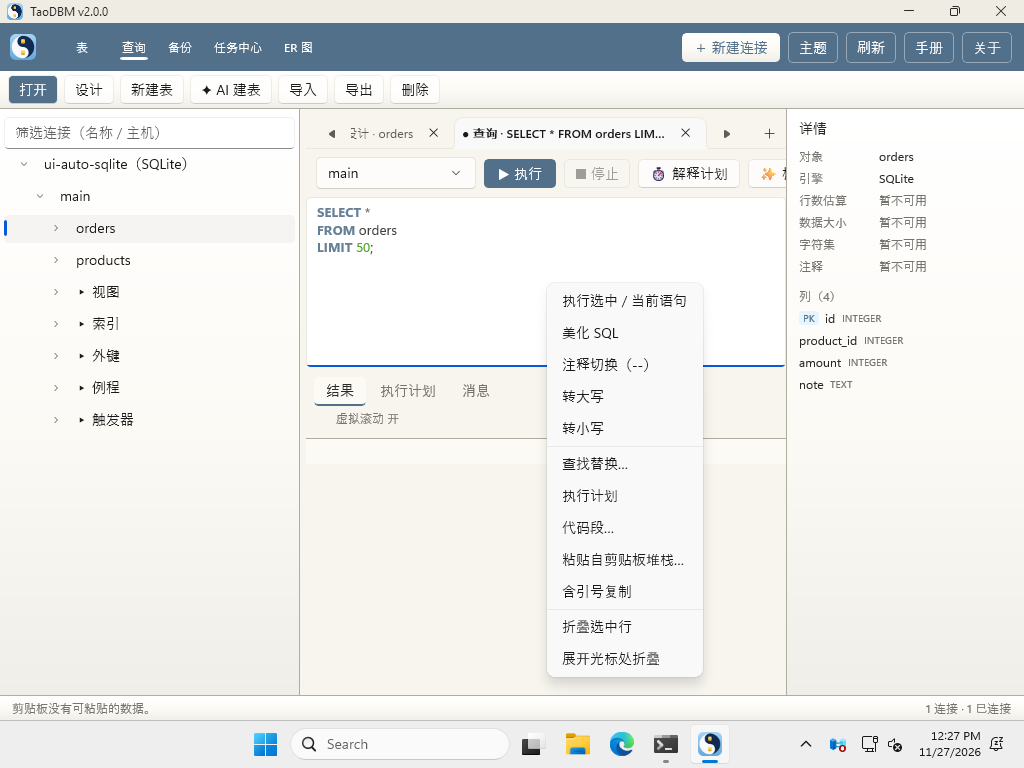 TaoDBM v2.0.0
表
查询
备份
任务中心
ER 图
+ 新建连接
主题
刷新
手册
关于
打开
设计
新建表
✦ AI 建表
导入
导出
删除
筛选连接（名称 / 主机）
ui-auto-sqlite（SQLite）
main
orders
products
视图
索引
外键
例程
触发器
设计 · orders
● 查询 · SELECT * FROM orders LIM...
main
执行
停止
解释计划
SELECT *
FROM orders
LIMIT 50;
结果
执行计划
消息
虚拟滚动 开
执行选中 / 当前语句
美化 SQL
注释切换（--）
转大写
转小写
查找替换...
执行计划
代码段...
粘贴自剪贴板堆栈...
含引号复制
折叠选中行
展开光标处折叠
详情
对象 orders
引擎 SQLite
行数估算 暂不可用
数据大小 暂不可用
字符集 暂不可用
注释 暂不可用
列（4）
PK id INTEGER
product_id INTEGER
amount INTEGER
note TEXT
剪贴板没有可粘贴的数据。
1 连接 · 1 已连接
Search
12:27 PM
11/27/2026